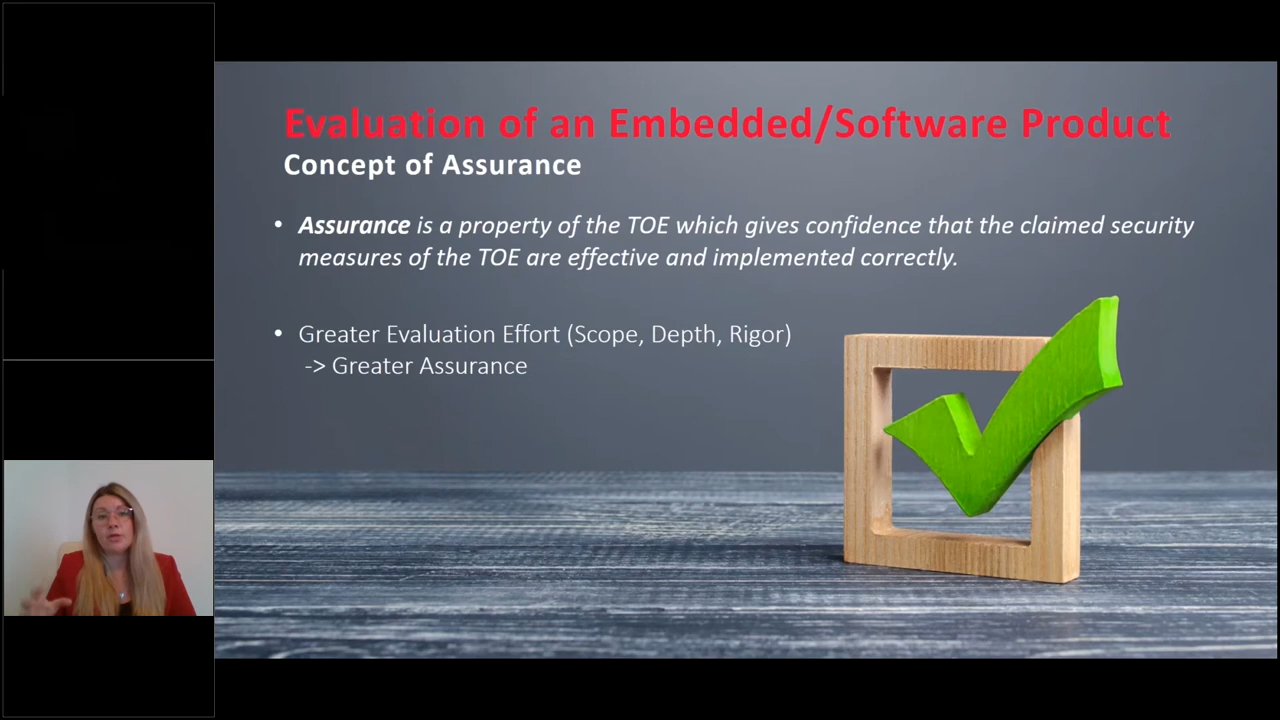 Evaluation of an Embedded/Software Product
Concept of Assurance
• Assurance is a property of the TOE which gives confidence that the claimed security
measures of the TOE are effective and implemented correctly.
• Greater Evaluation Effort (Scope, Depth, Rigor)
-> Greater Assurance